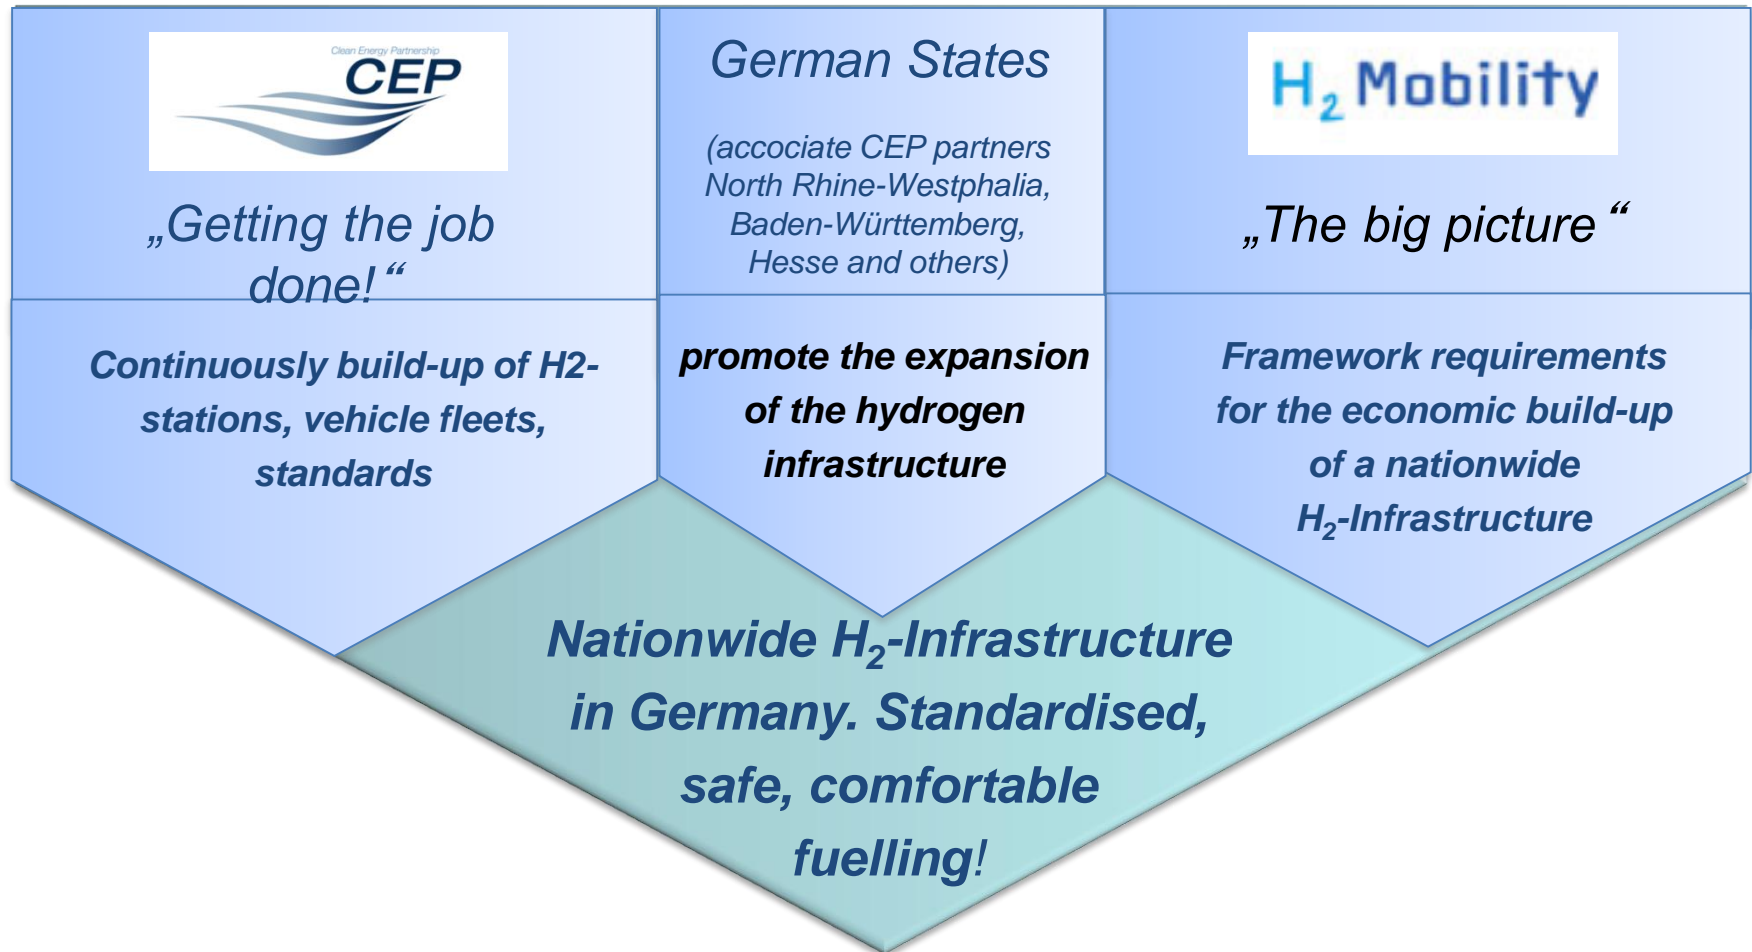 Clean Energy Partnership
CEP
„Getting the job
done!“
Continuously build-up of H2-
stations, vehicle fleets,
standards
German States
(accociate CEP partners
North Rhine-Westphalia,
Baden-Württemberg,
Hesse and others)
promote the expansion
of the hydrogen
infrastructure
H₂ Mobility
„The big picture“
Framework requirements
for the economic build-up
of a nationwide
H₂-Infrastructure
Nationwide H₂-Infrastructure
in Germany. Standardised,
safe, comfortable
fuelling!